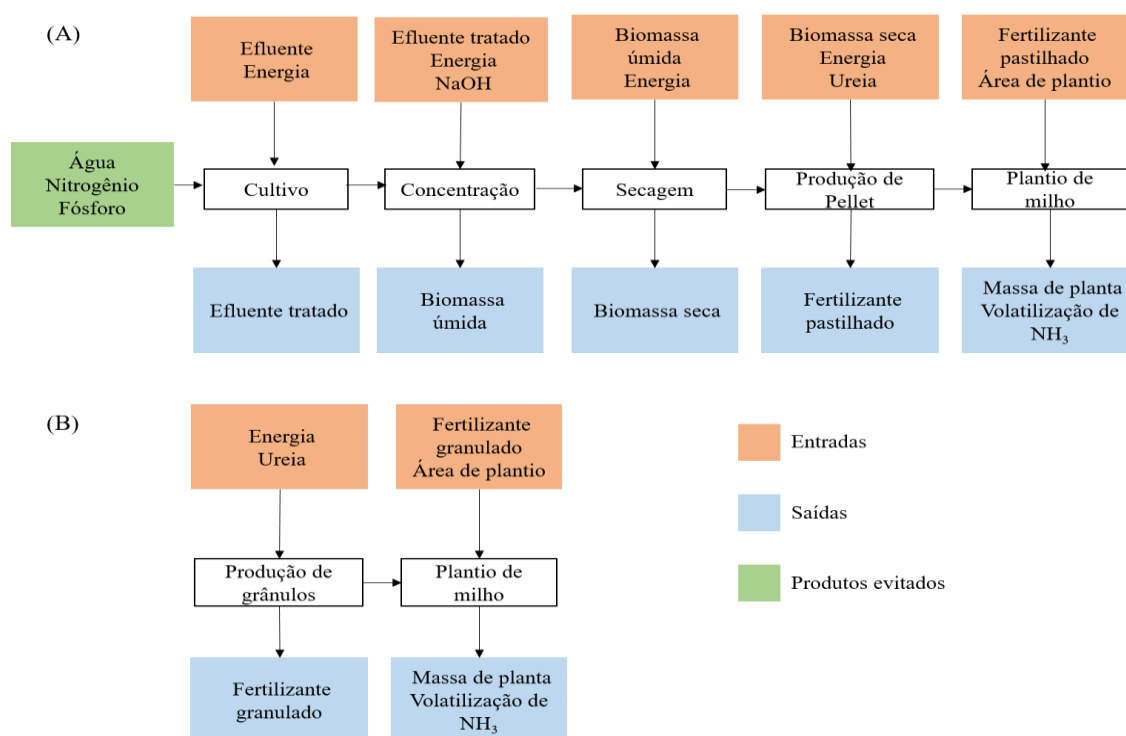 (A)
Efluente
Energia
Efluente tratado
Energia
NaOH
Biomassa
úmida
Energia
Biomassa seca
Energia
Ureia
Fertilizante
pastilhado
Área de plantio
Água
Nitrogênio
Fósforo
Cultivo
Concentração
Secagem
Produção de
Pellet
Plantio de
milho
Efluente tratado
Biomassa
úmida
Biomassa seca
Fertilizante
pastilhado
Massa de planta
Volatilização de
NH₃
(B)
Energia
Ureia
Fertilizante
granulado
Área de plantio
Entradas
Saídas
Produtos evitados
Produção de
grânulos
Plantio de
milho
Fertilizante
granulado
Massa de planta
Volatilização de
NH₃